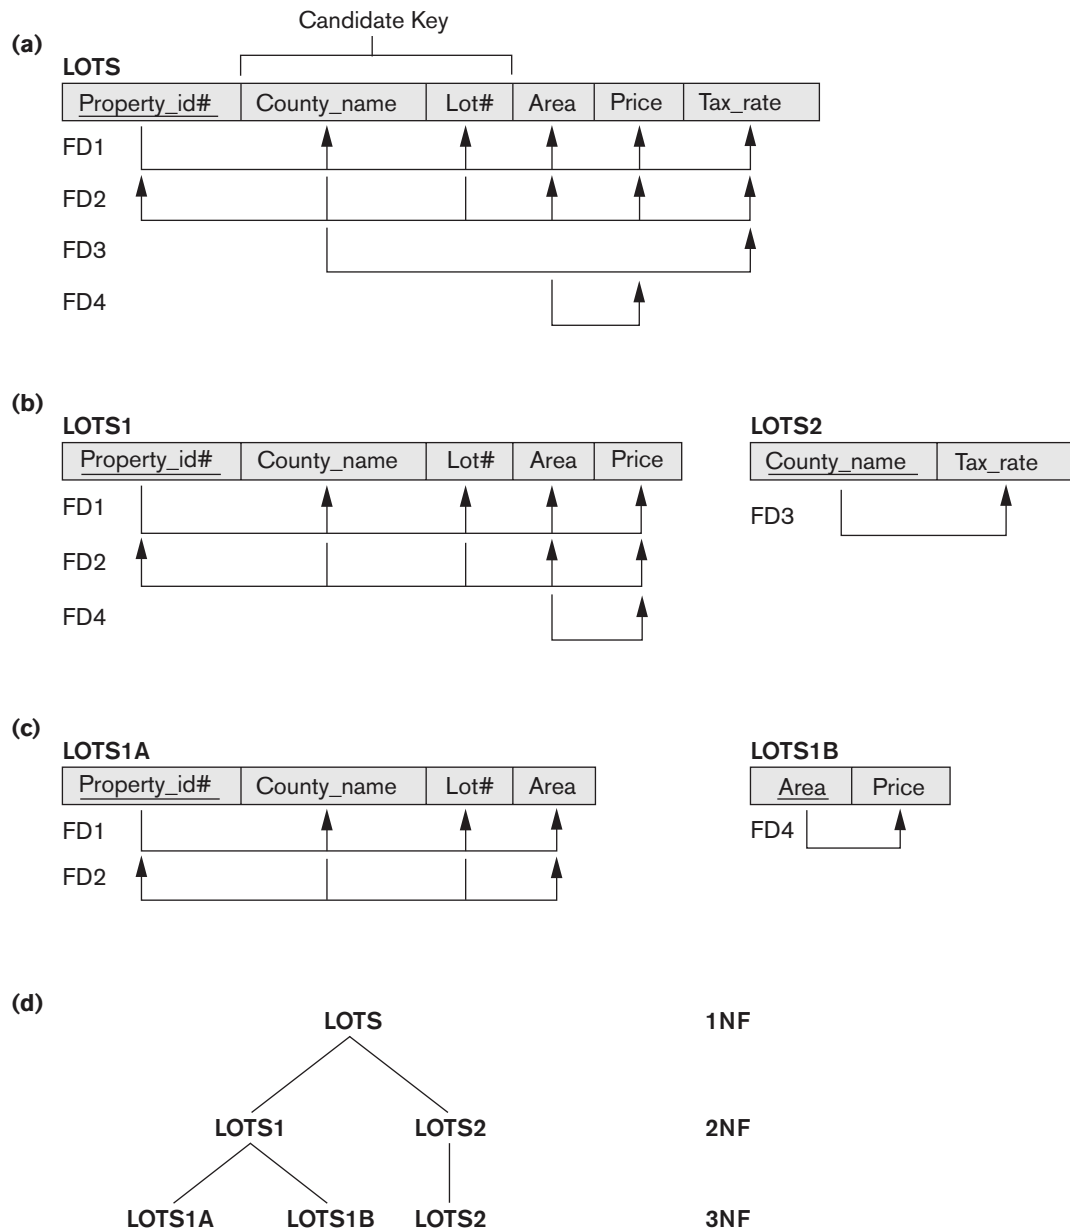 Candidate Key
(a)
LOTS
Property_id# County_name Lot# Area Price Tax_rate
FD1
FD2
FD3
FD4
(b)
LOTS1 LOTS2
Property_id# County_name Lot# Area Price County_name Tax_rate
FD1 FD3
FD2
FD4
(c)
LOTS1A LOTS1B
Property_id# County_name Lot# Area Area Price
FD1 FD4
FD2
(d)
LOTS 1NF
LOTS1 LOTS2 2NF
LOTS1A LOTS1B LOTS2 3NF